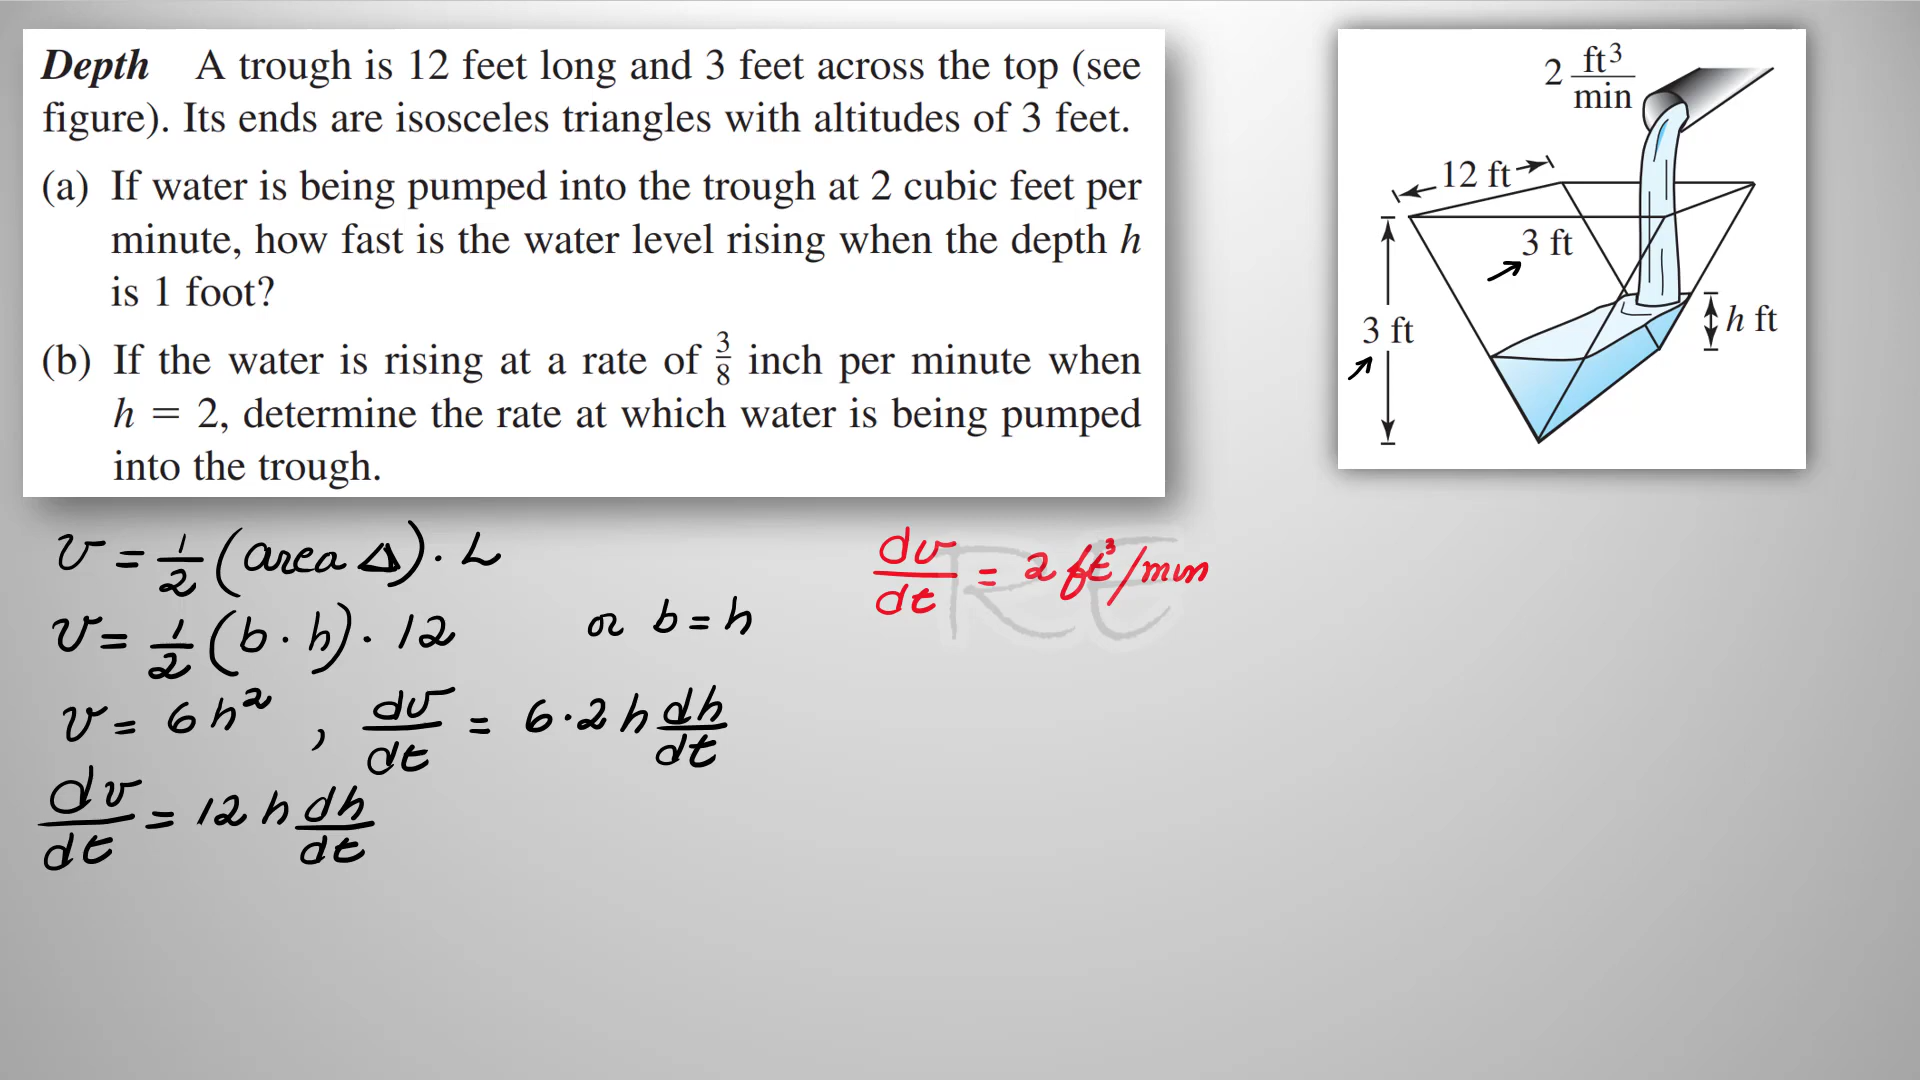 Depth A trough is 12 feet long and 3 feet across the top (see
figure). Its ends are isosceles triangles with altitudes of 3 feet.
(a) If water is being pumped into the trough at 2 cubic feet per
minute, how fast is the water level rising when the depth h
is 1 foot?
(b) If the water is rising at a rate of 3/8 inch per minute when
h = 2, determine the rate at which water is being pumped
into the trough.
2 ft³/min
12 ft
3 ft
3 ft
h ft
v = 1/2 (area Δ) · L
v = 1/2 (b · h) · 12 or b = h
v = 6h², dv/dt = 6·2h dh/dt
dv/dt = 12h dh/dt
dv/dt = 2 ft³/min
RE